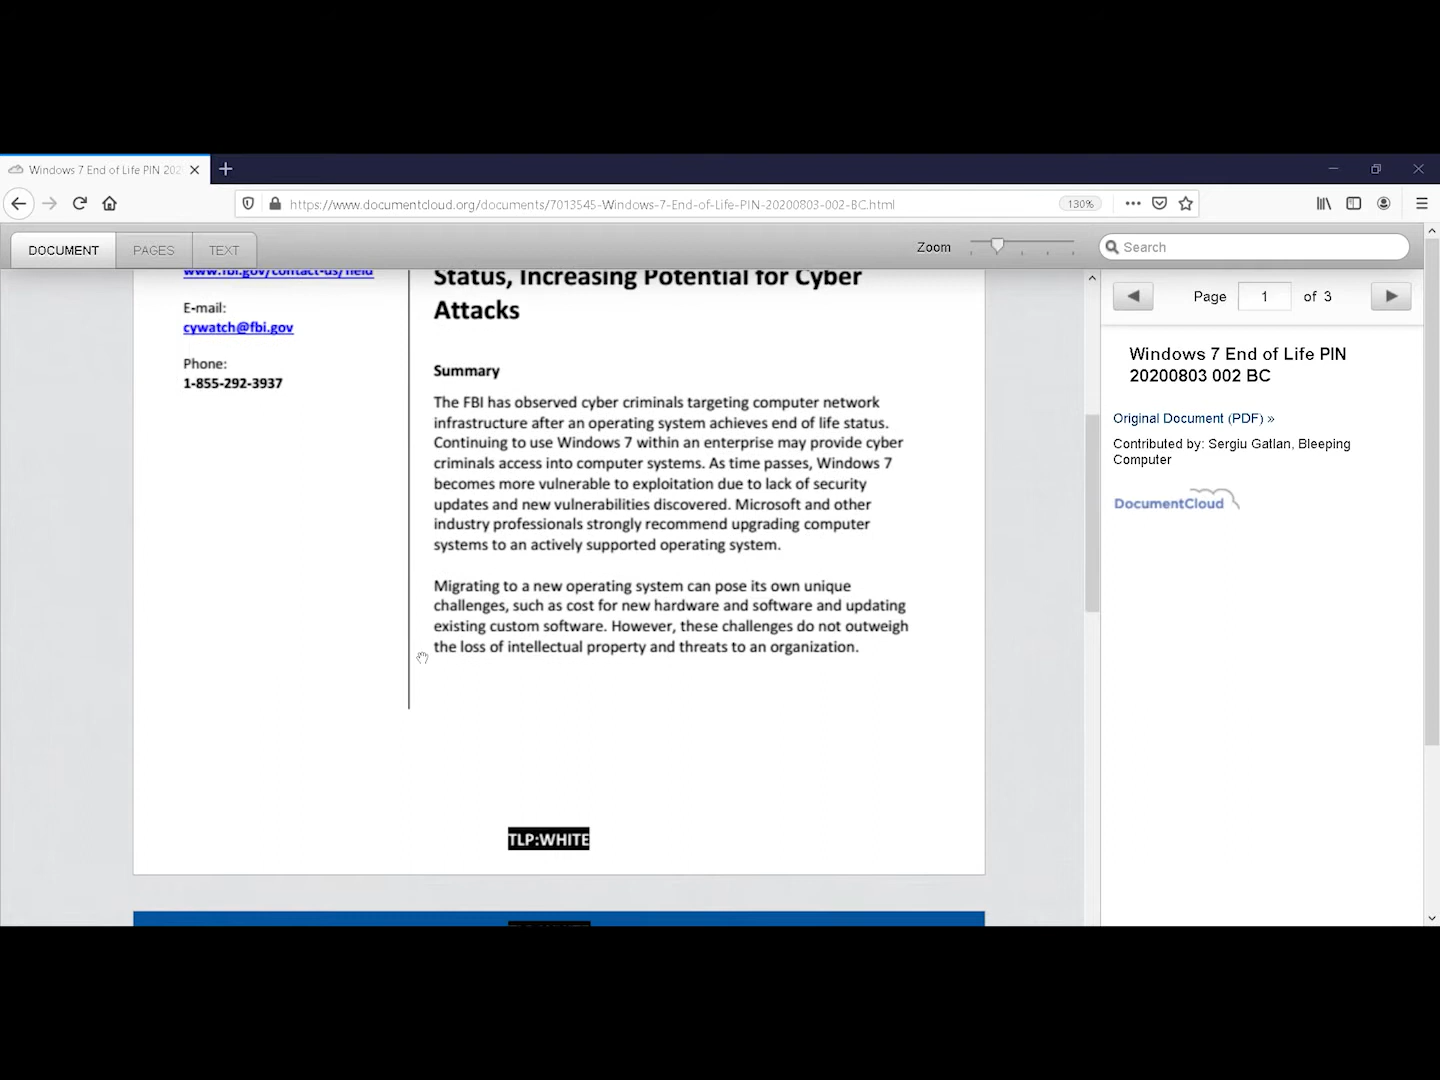 Windows 7 End of Life PIN 202
https://www.documentcloud.org/documents/7013545-Windows-7-End-of-Life-PIN-20200803-002-BC.html
130%
DOCUMENT
PAGES
TEXT
Zoom
Search
www.fbi.gov/contact-us/field
E-mail:
cywatch@fbi.gov
Phone:
1-855-292-3937
Status, Increasing Potential for Cyber
Attacks
Summary
The FBI has observed cyber criminals targeting computer network
infrastructure after an operating system achieves end of life status.
Continuing to use Windows 7 within an enterprise may provide cyber
criminals access into computer systems. As time passes, Windows 7
becomes more vulnerable to exploitation due to lack of security
updates and new vulnerabilities discovered. Microsoft and other
industry professionals strongly recommend upgrading computer
systems to an actively supported operating system.
Migrating to a new operating system can pose its own unique
challenges, such as cost for new hardware and software and updating
existing custom software. However, these challenges do not outweigh
the loss of intellectual property and threats to an organization.
TLP:WHITE
Page 1 of 3
Windows 7 End of Life PIN
20200803 002 BC
Original Document (PDF) »
Contributed by: Sergiu Gatlan, Bleeping
Computer
DocumentCloud